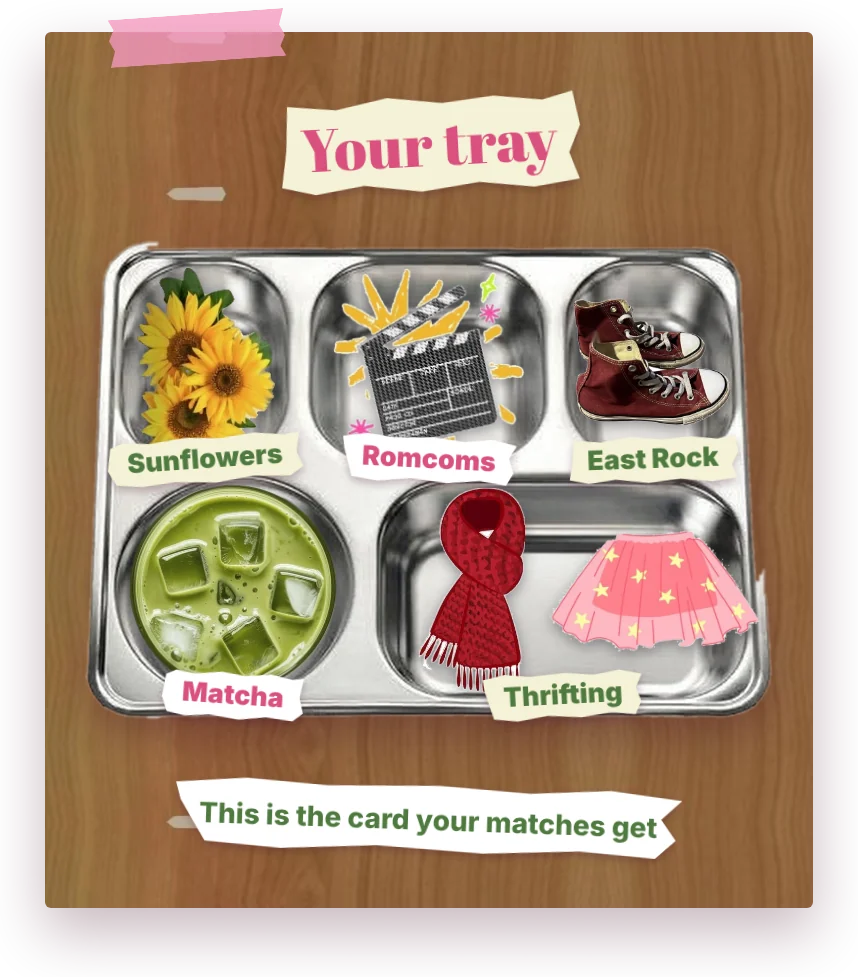 Your tray
Sunflowers
Romcoms
East Rock
Matcha
Thrifting
This is the card your matches get